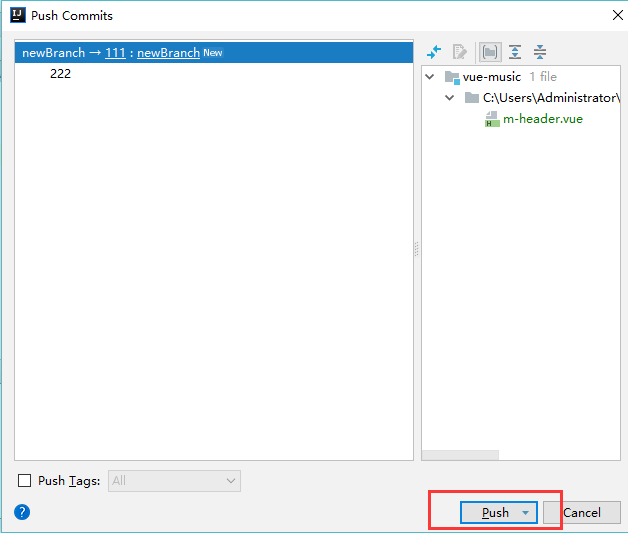 IJ Push Commits
newBranch → 111 : newBranch New
222
vue-music 1 file
C:\Users\Administrator\
H m-header.vue
Push Tags: All
?
Push
Cancel